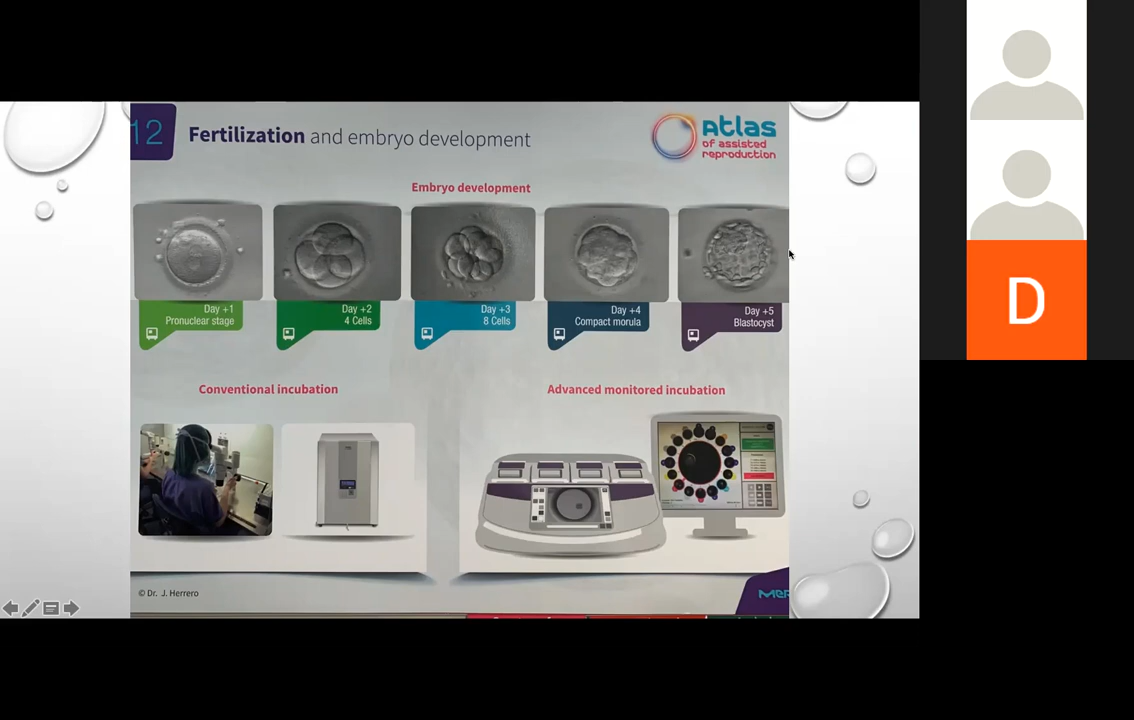 12
Fertilization and embryo development
Atlas
of assisted
reproduction
Embryo development
Day +1
Pronuclear stage
Day +2
4 Cells
Day +3
8 Cells
Day +4
Compact morula
Day +5
Blastocyst
Conventional incubation
Advanced monitored incubation
© Dr. J. Herrero
Mer
D